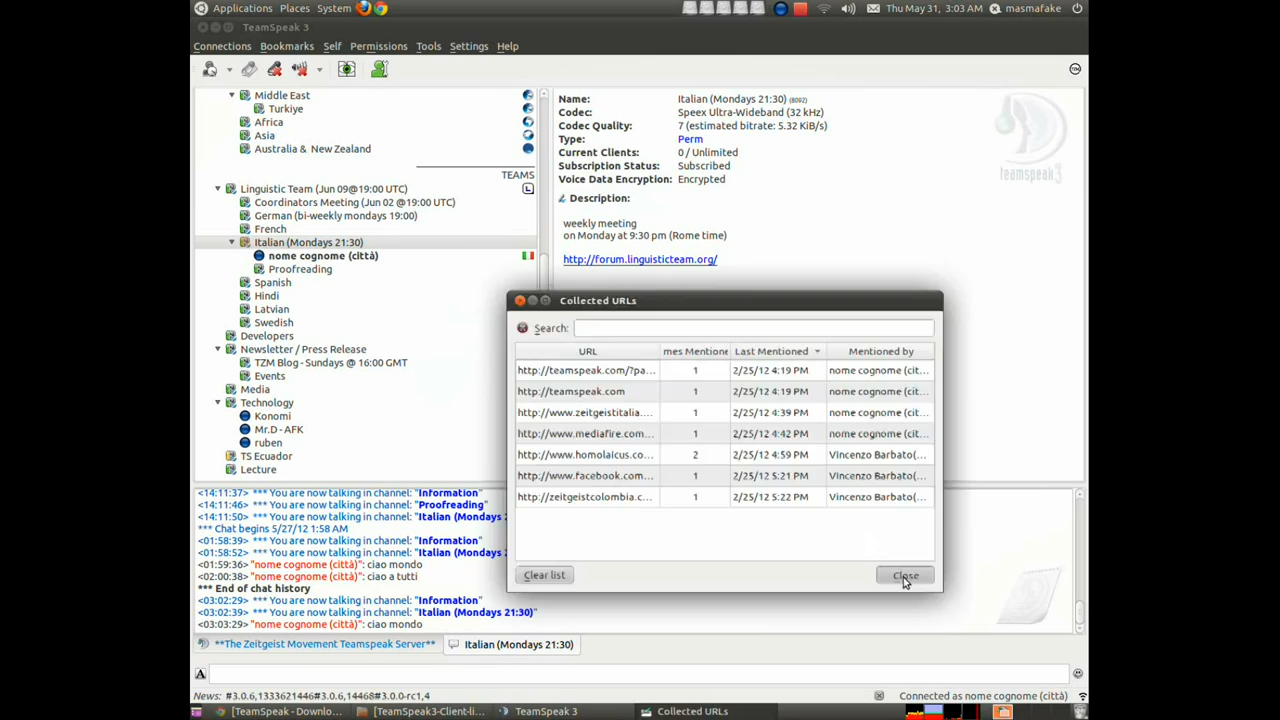 Applications Places System
Thu May 31, 3:03 AM masmafake
TeamSpeak 3
Connections Bookmarks Self Permissions Tools Settings Help
Middle East
Turkiye
Africa
Asia
Australia & New Zealand
TEAMS
Linguistic Team (Jun 09@19:00 UTC)
Coordinators Meeting (Jun 02 @19:00 UTC)
German (bi-weekly mondays 19:00)
French
Italian (Mondays 21:30)
nome cognome (città)
Proofreading
Spanish
Hindi
Latvian
Swedish
Developers
Newsletter / Press Release
TZM Blog - Sundays @ 16:00 GMT
Events
Media
Technology
Konomi
Mr.D - AFK
ruben
TS Ecuador
Lecture
Name: Italian (Mondays 21:30) (8092)
Codec: Speex Ultra-Wideband (32 kHz)
Codec Quality: 7 (estimated bitrate: 5.32 KiB/s)
Type: Perm
Current Clients: 0 / Unlimited
Subscription Status: Subscribed
Voice Data Encryption: Encrypted
Description:
weekly meeting
on Monday at 9:30 pm (Rome time)
http://forum.linguisticteam.org/
teamspeak3
Collected URLs
Search:
URL mes Mentione Last Mentioned Mentioned by
http://teamspeak.com/?pa... 1 2/25/12 4:19 PM nome cognome (cit...
http://teamspeak.com 1 2/25/12 4:19 PM nome cognome (cit...
http://www.zeitgeistitalia.... 1 2/25/12 4:39 PM nome cognome (cit...
http://www.mediafire.com... 1 2/25/12 4:42 PM nome cognome (cit...
http://www.homolaicus.co... 2 2/25/12 4:59 PM Vincenzo Barbato(...
http://www.facebook.com... 1 2/25/12 5:21 PM Vincenzo Barbato(...
http://zeitgeistcolombia.c... 1 2/25/12 5:22 PM Vincenzo Barbato(...
Clear list Close
<14:11:37> *** You are now talking in channel: "Information"
<14:11:46> *** You are now talking in channel: "Proofreading"
<14:11:50> *** You are now talking in channel: "Italian (Mondays 2
*** Chat begins 5/27/12 1:58 AM
<01:58:39> *** You are now talking in channel: "Information"
<01:58:52> *** You are now talking in channel: "Italian (Mondays 2
<01:59:36> "nome cognome (città)": ciao mondo
<02:00:38> "nome cognome (città)": ciao a tutti
*** End of chat history
<03:02:29> *** You are now talking in channel: "Information"
<03:02:39> *** You are now talking in channel: "Italian (Mondays 21:30)"
<03:03:29> "nome cognome (città)": ciao mondo
**The Zeitgeist Movement Teamspeak Server** Italian (Mondays 21:30)
A
News: #3.0.6,1333621446#3.0.6,14468#3.0.0-rc1,4
Connected as nome cognome (città)
[TeamSpeak - Downlo... [TeamSpeak3-Client-li... TeamSpeak 3 Collected URLs